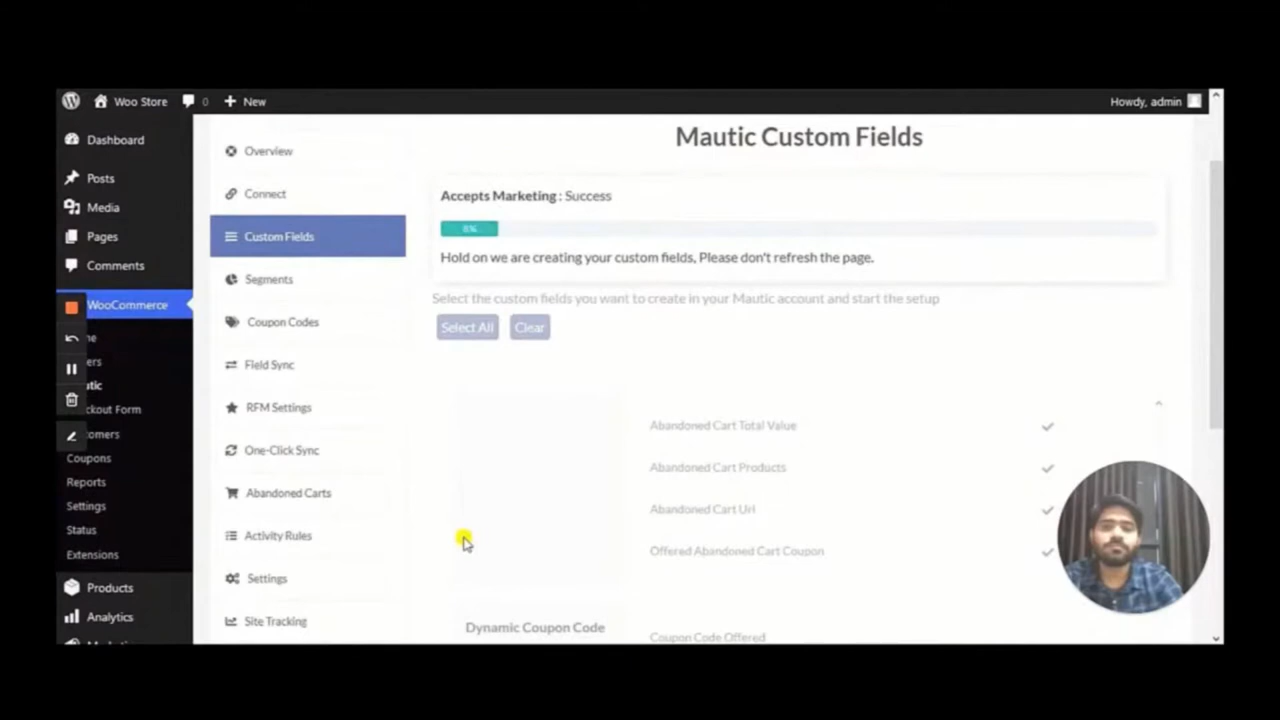 Woo Store 0 New Howdy, admin
Dashboard
Posts
Media
Pages
Comments
WooCommerce
Coupons
Reports
Settings
Status
Extensions
Products
Analytics
Overview
Connect
Custom Fields
Segments
Coupon Codes
Field Sync
RFM Settings
One-Click Sync
Abandoned Carts
Activity Rules
Settings
Site Tracking
Mautic Custom Fields
Accepts Marketing : Success
8%
Hold on we are creating your custom fields, Please don't refresh the page.
Select the custom fields you want to create in your Mautic account and start the setup
Select All Clear
Abandoned Cart Total Value
Abandoned Cart Products
Abandoned Cart Url
Offered Abandoned Cart Coupon
Dynamic Coupon Code
Coupon Code Offered